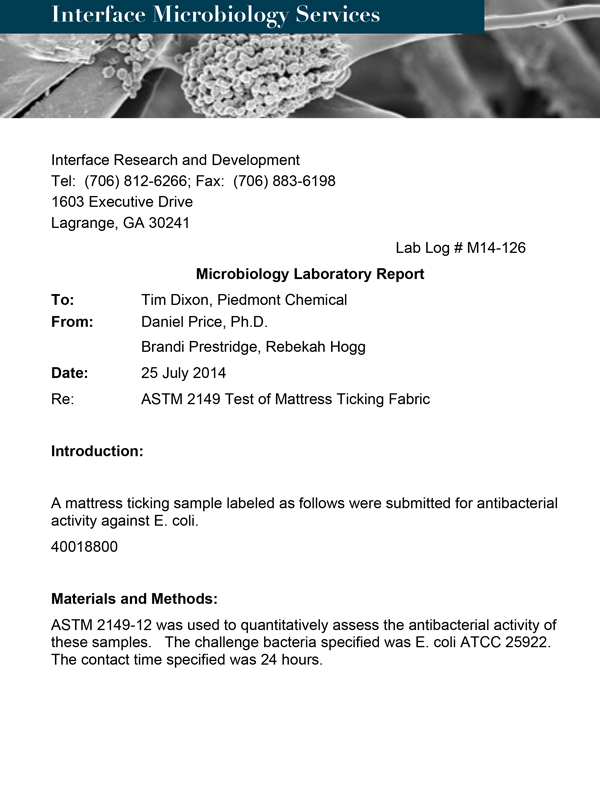 Interface Microbiology Services
Interface Research and Development
Tel: (706) 812-6266; Fax: (706) 883-6198
1603 Executive Drive
Lagrange, GA 30241
Lab Log # M14-126
Microbiology Laboratory Report
To: Tim Dixon, Piedmont Chemical
From: Daniel Price, Ph.D.
Brandi Prestridge, Rebekah Hogg
Date: 25 July 2014
Re: ASTM 2149 Test of Mattress Ticking Fabric
Introduction:
A mattress ticking sample labeled as follows were submitted for antibacterial
activity against E. coli.
40018800
Materials and Methods:
ASTM 2149-12 was used to quantitatively assess the antibacterial activity of
these samples. The challenge bacteria specified was E. coli ATCC 25922.
The contact time specified was 24 hours.